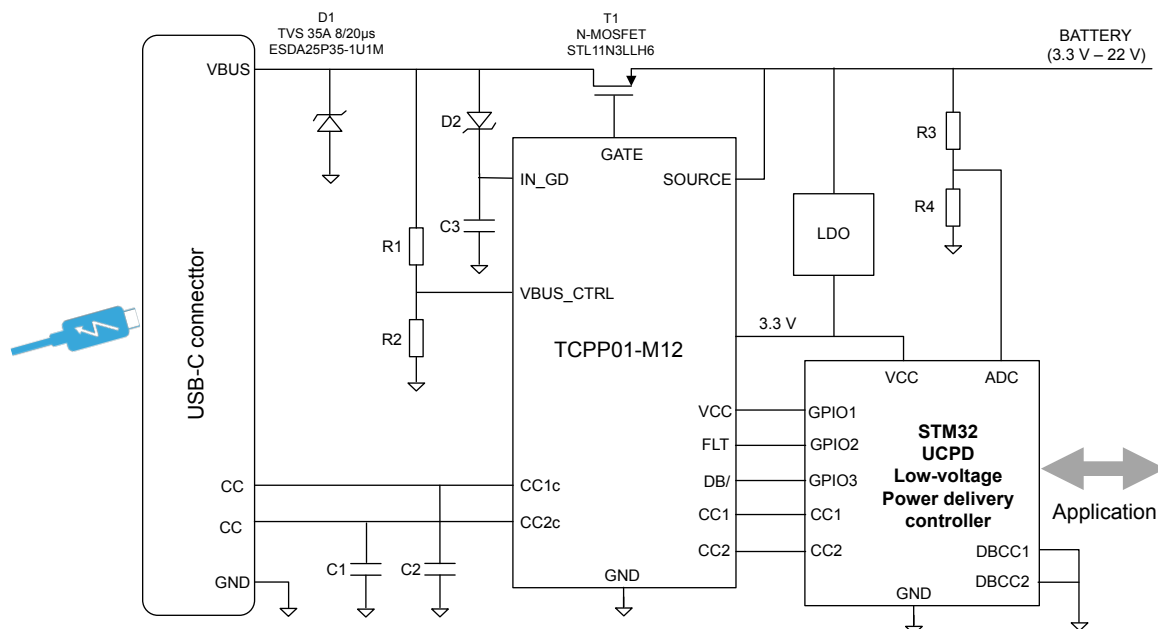 D1
TVS 35A 8/20µs
ESDA25P35-1U1M
T1
N-MOSFET
STL11N3LLH6
BATTERY
(3.3 V – 22 V)
VBUS
D2
GATE
R3
IN_GD
SOURCE
R4
C3
LDO
R1
USB-C connecttor
VBUS_CTRL
3.3 V
R2
TCPP01-M12
VCC
ADC
VCC
GPIO1
STM32
UCPD
Low-voltage
Power delivery
controller
FLT
GPIO2
DB/
GPIO3
Application
CC
CC1c
CC1
CC1
CC
CC2c
CC2
CC2
DBCC1
C1
C2
GND
GND
DBCC2
GND